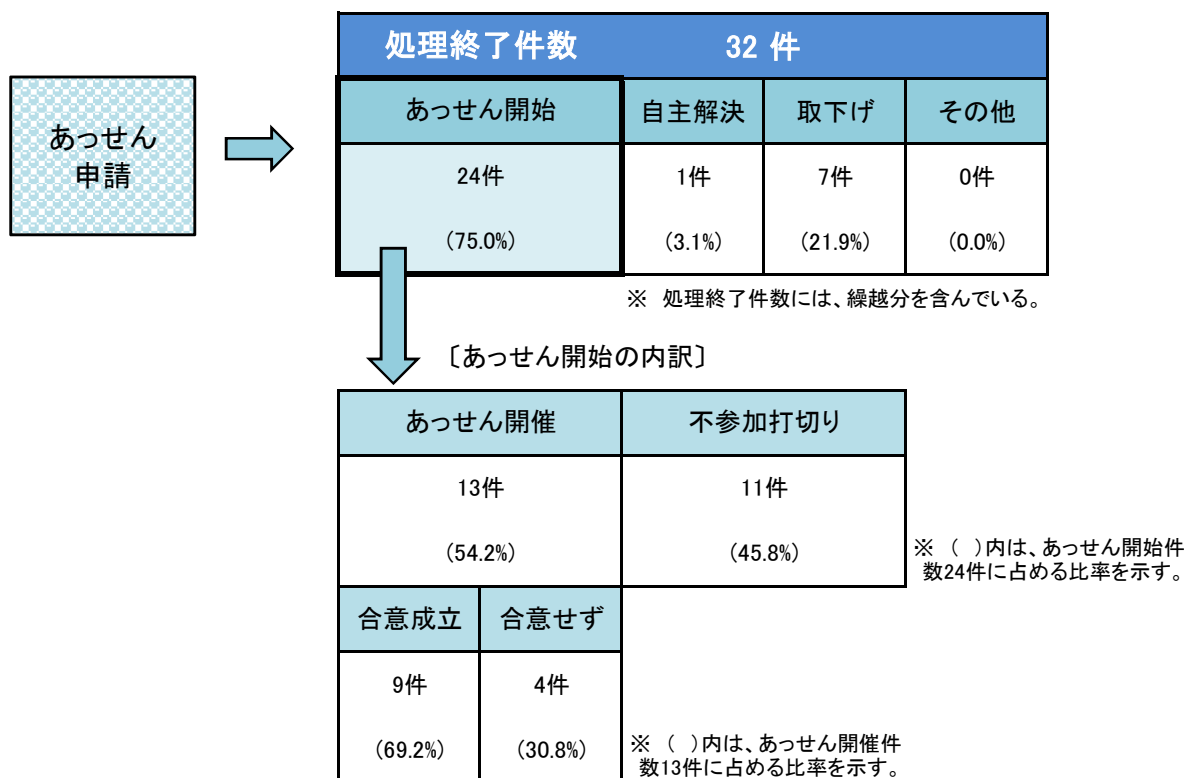 処理終了件数 32 件
あっせん
申請
あっせん開始 自主解決 取下げ その他
24件 1件 7件 0件
(75.0%) (3.1%) (21.9%) (0.0%)
※ 処理終了件数には、繰越分を含んでいる。
〔あっせん開始の内訳〕
あっせん開催 不参加打切り
13件 11件
(54.2%) (45.8%)
※ ( )内は、あっせん開始件
数24件に占める比率を示す。
合意成立 合意せず
9件 4件
(69.2%) (30.8%)
※ ( )内は、あっせん開催件
数13件に占める比率を示す。